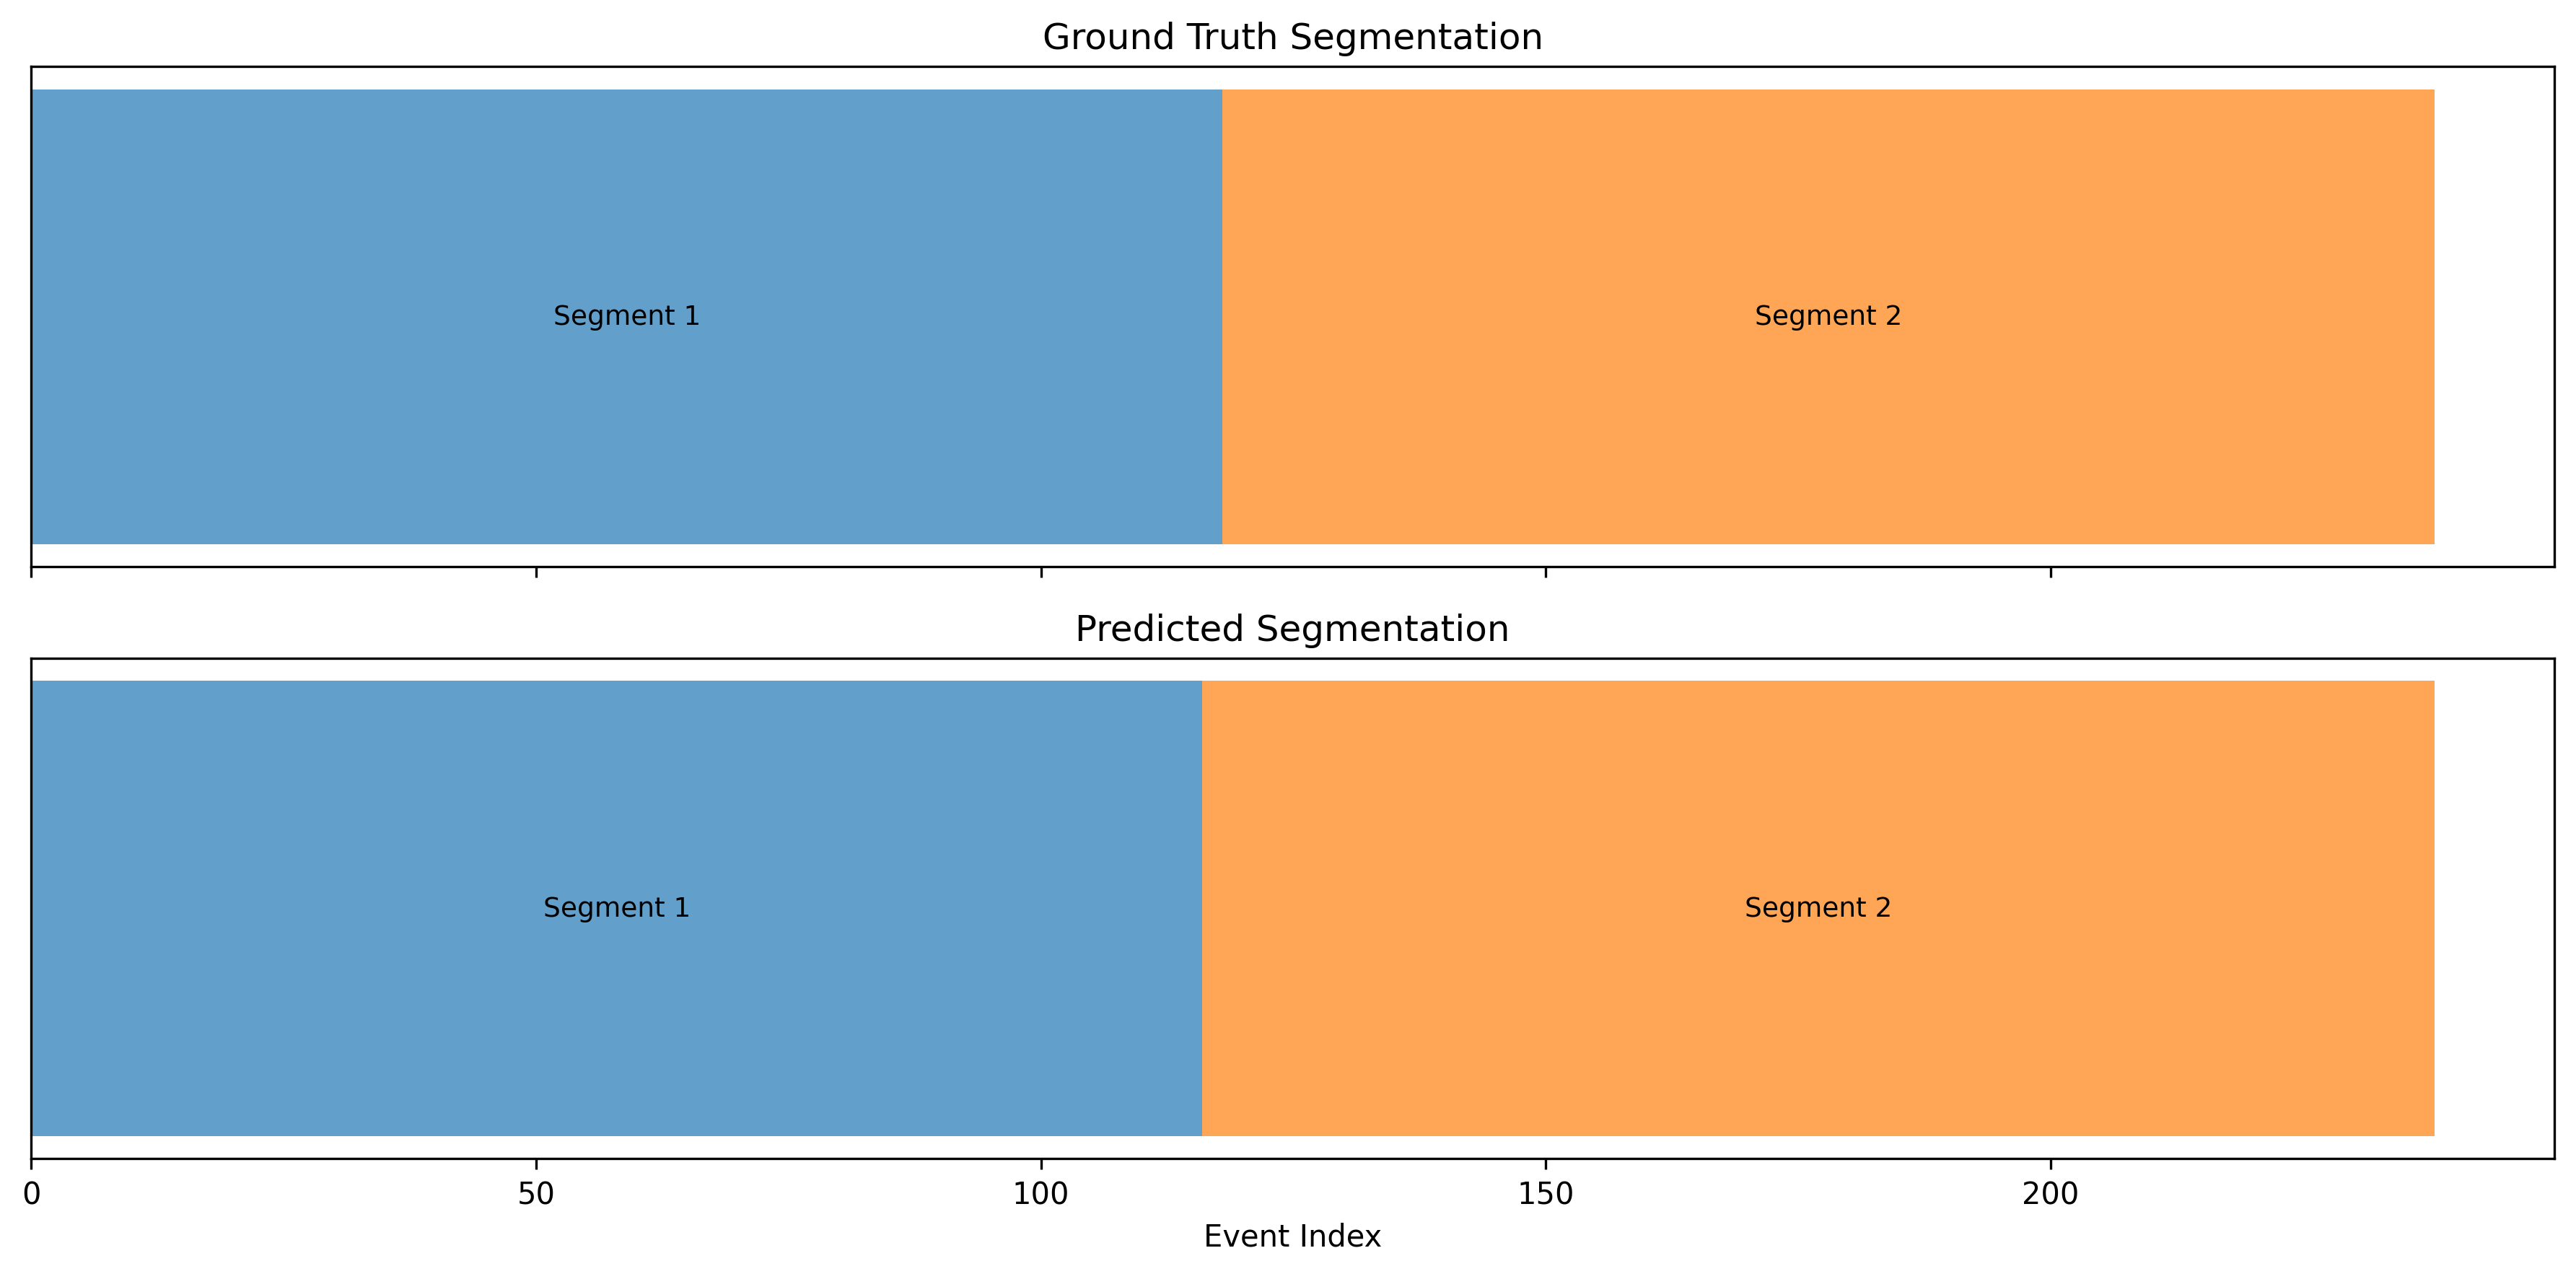 Ground Truth Segmentation
Segment 1 Segment 2
Predicted Segmentation
Segment 1 Segment 2
0 50 100 150 200
Event Index